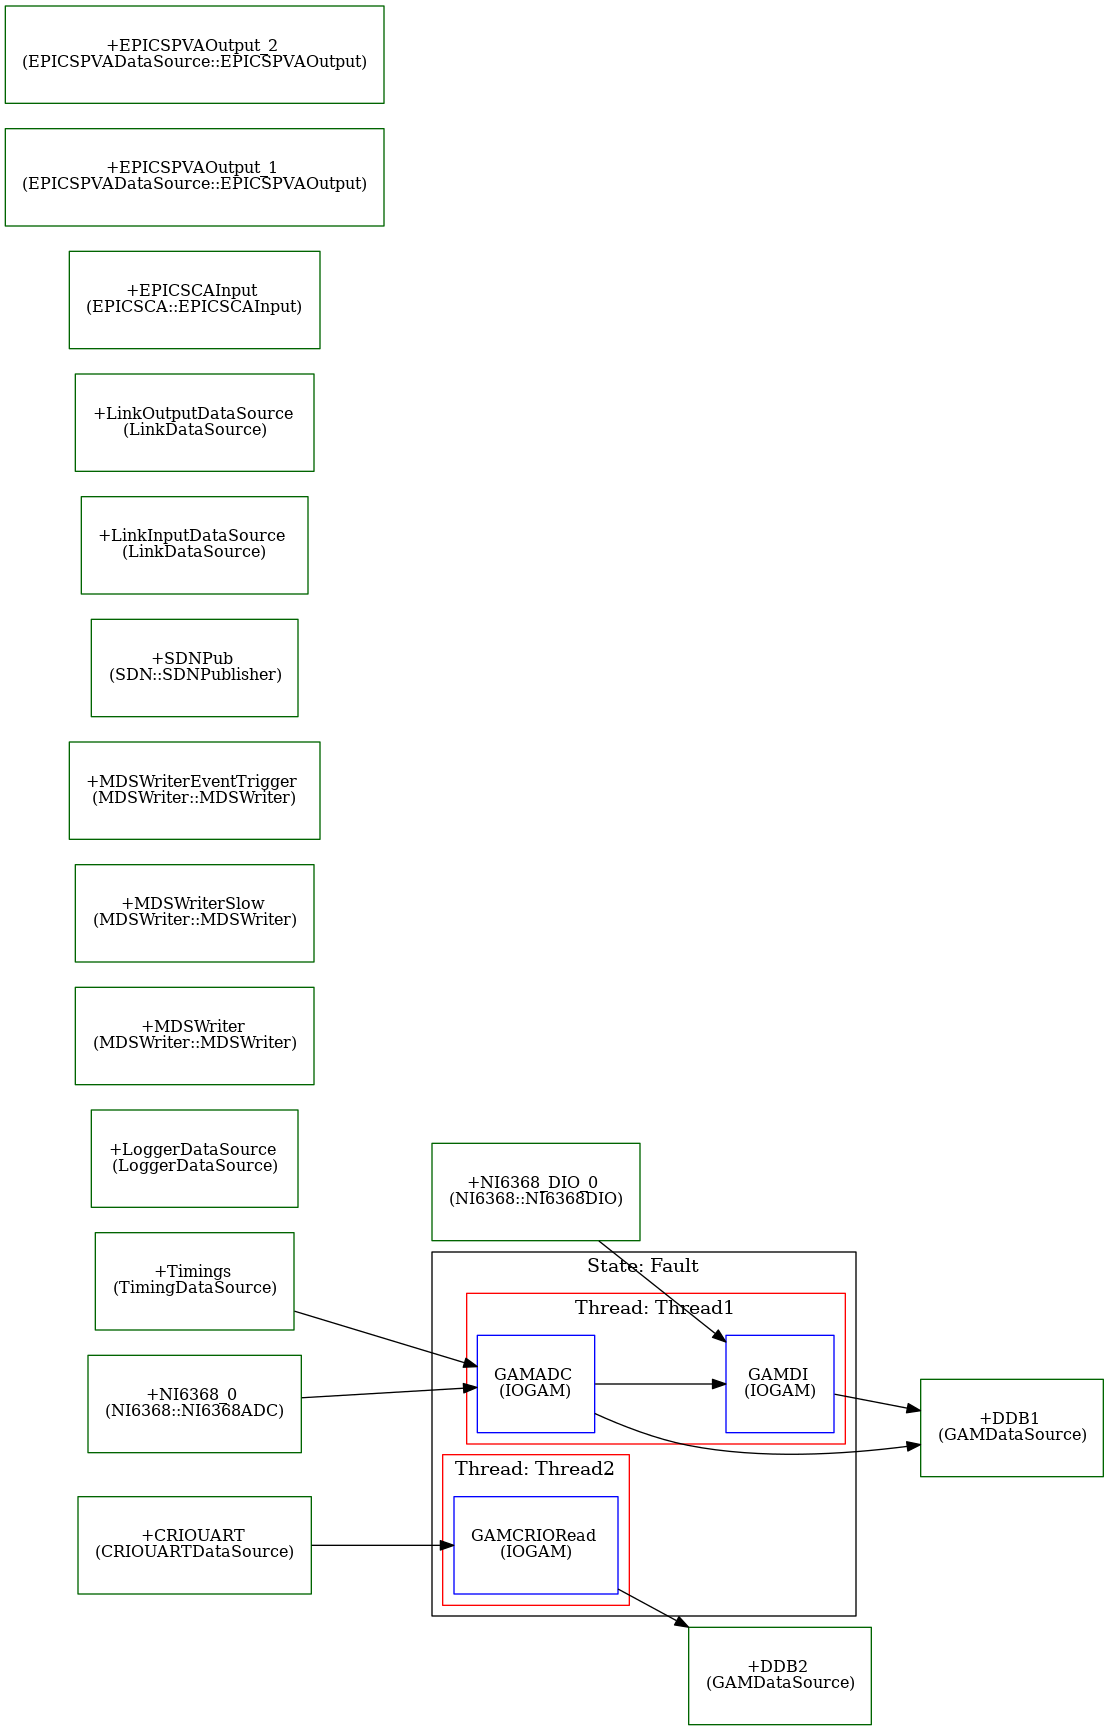 +EPICSPVAOutput_2
(EPICSPVADataSource::EPICSPVAOutput)
+EPICSPVAOutput_1
(EPICSPVADataSource::EPICSPVAOutput)
+EPICSCAInput
(EPICSCA::EPICSCAInput)
+LinkOutputDataSource
(LinkDataSource)
+LinkInputDataSource
(LinkDataSource)
+SDNPub
(SDN::SDNPublisher)
+MDSWriterEventTrigger
(MDSWriter::MDSWriter)
+MDSWriterSlow
(MDSWriter::MDSWriter)
+MDSWriter
(MDSWriter::MDSWriter)
+LoggerDataSource
(LoggerDataSource)
+NI6368_DIO_0
(NI6368::NI6368DIO)
+Timings
(TimingDataSource)
State: Fault
Thread: Thread1
GAMADC
(IOGAM)
GAMDI
(IOGAM)
+NI6368_0
(NI6368::NI6368ADC)
+DDB1
(GAMDataSource)
Thread: Thread2
GAMCRIORead
(IOGAM)
+CRIOUART
(CRIOUARTDataSource)
+DDB2
(GAMDataSource)